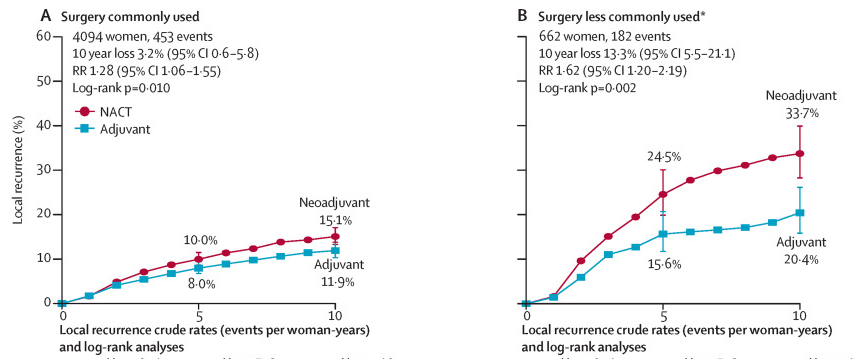 A Surgery commonly used
4094 women, 453 events
10 year loss 3·2% (95% CI 0·6–5·8)
RR 1·28 (95% CI 1·06–1·55)
Log-rank p=0·010
NACT
Adjuvant
Local recurrence (%)
60
50
40
30
20
10
0
10·0%
8·0%
Neoadjuvant
15·1%
Adjuvant
11·9%
0 5 10
Local recurrence crude rates (events per woman-years)
and log-rank analyses
B Surgery less commonly used*
662 women, 182 events
10 year loss 13·3% (95% CI 5·5–21·1)
RR 1·62 (95% CI 1·20–2·19)
Log-rank p=0·002
24·5%
15·6%
Neoadjuvant
33·7%
Adjuvant
20·4%
0 5 10
Local recurrence crude rates (events per woman-years)
and log-rank analyses